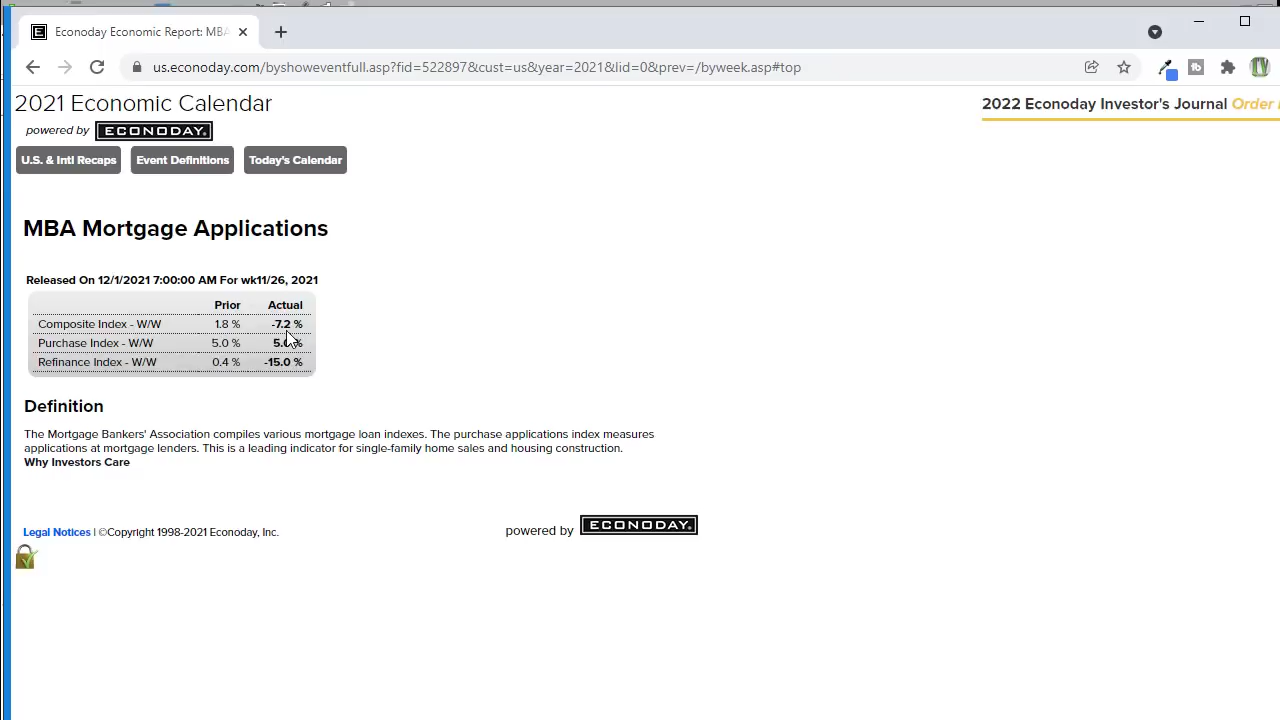 Econoday Economic Report: MBA
us.econoday.com/byshoweventfull.asp?fid=522897&cust=us&year=2021&lid=0&prev=/byweek.asp#top
2021 Economic Calendar
2022 Econoday Investor's Journal Order
powered by ECONODAY
U.S. & Intl Recaps Event Definitions Today's Calendar
MBA Mortgage Applications
Released On 12/1/2021 7:00:00 AM For wk11/26, 2021
Prior Actual
Composite Index - W/W 1.8 % -7.2 %
Purchase Index - W/W 5.0 % %
Refinance Index - W/W 0.4 % -15.0 %
Definition
The Mortgage Bankers' Association compiles various mortgage loan indexes. The purchase applications index measures
applications at mortgage lenders. This is a leading indicator for single-family home sales and housing construction.
Why Investors Care
Legal Notices | ©Copyright 1998-2021 Econoday, Inc.
powered by ECONODAY